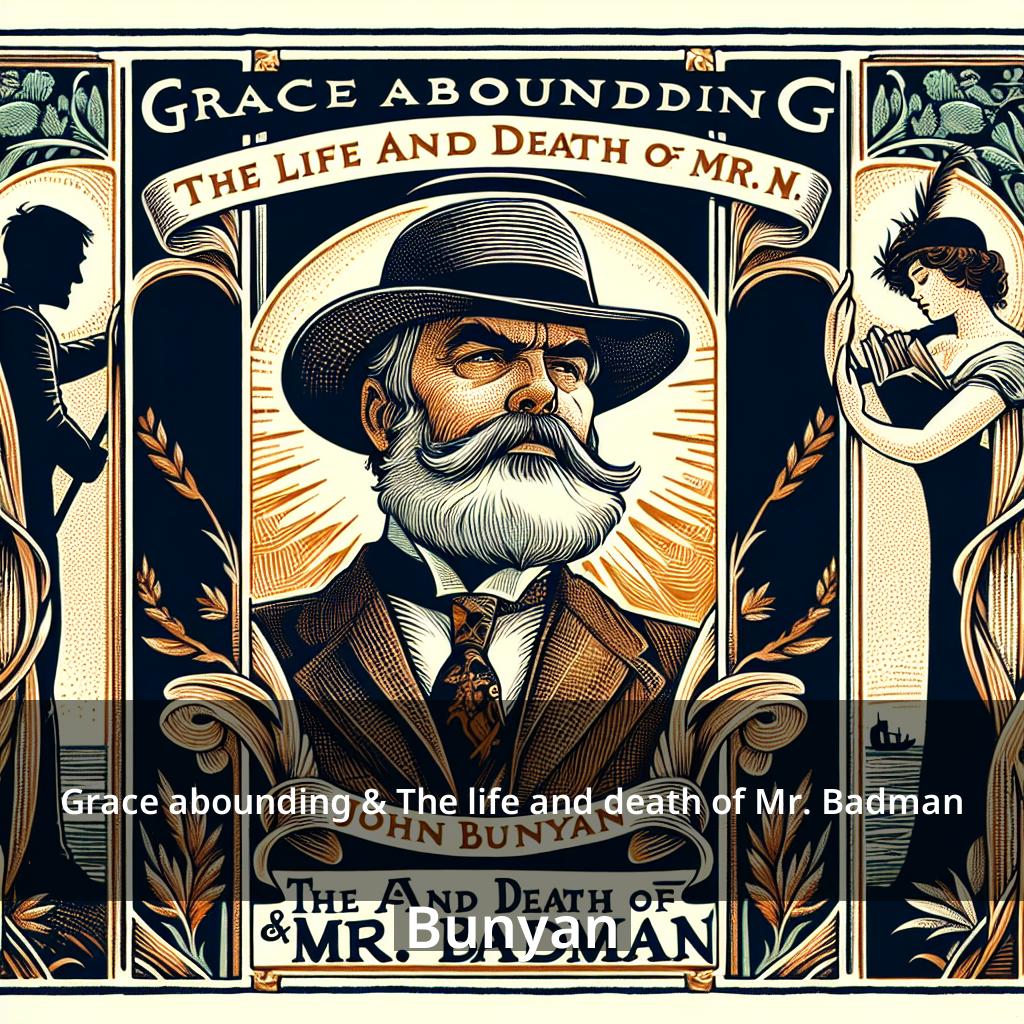 GRACE ABOUNDDING
THE LIFE AND DEATH OF MR. N.
Grace abounding & The life and death of Mr. Badman
JOHN BUNYAN
THE AND DEATH OF
& MR. BADMAN
Bunyan